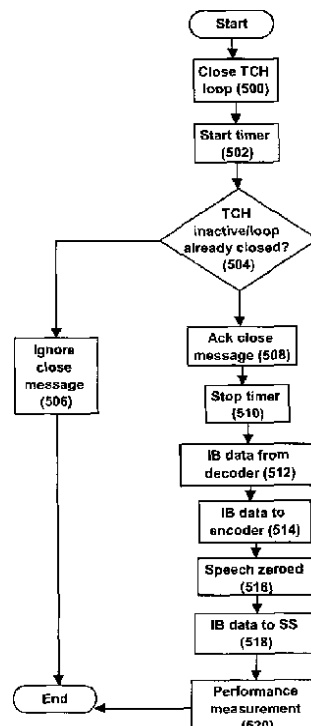 Start
Close TCH
loop (500)
Start timer
(502)
TCH
inactive/loop
already closed?
(504)
Ignore
close
message
(506)
Ack close
message (508)
Stop timer
(510)
IB data from
decoder (512)
IB data to
encoder (514)
Speech zeroed
(516)
IB data to SS
(518)
Performance
measurement
(520)
End